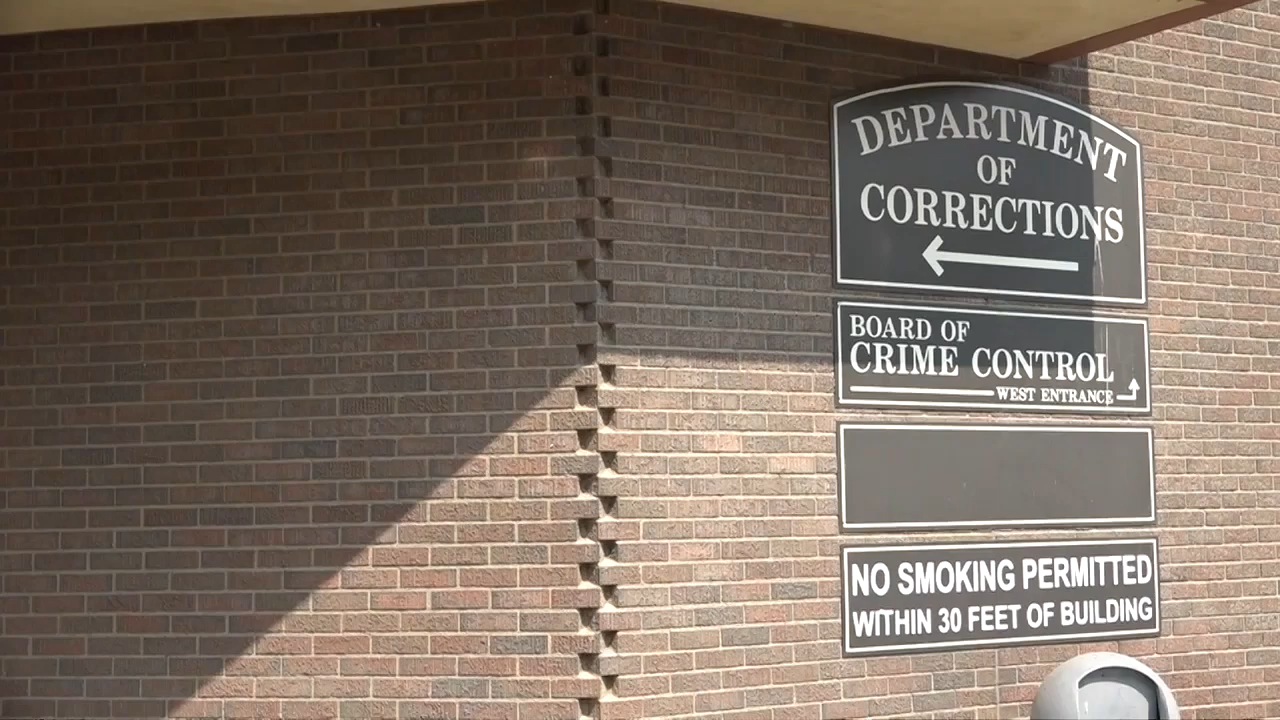 DEPARTMENT
OF
CORRECTIONS
BOARD OF
CRIME CONTROL
WEST ENTRANCE
NO SMOKING PERMITTED
WITHIN 30 FEET OF BUILDING